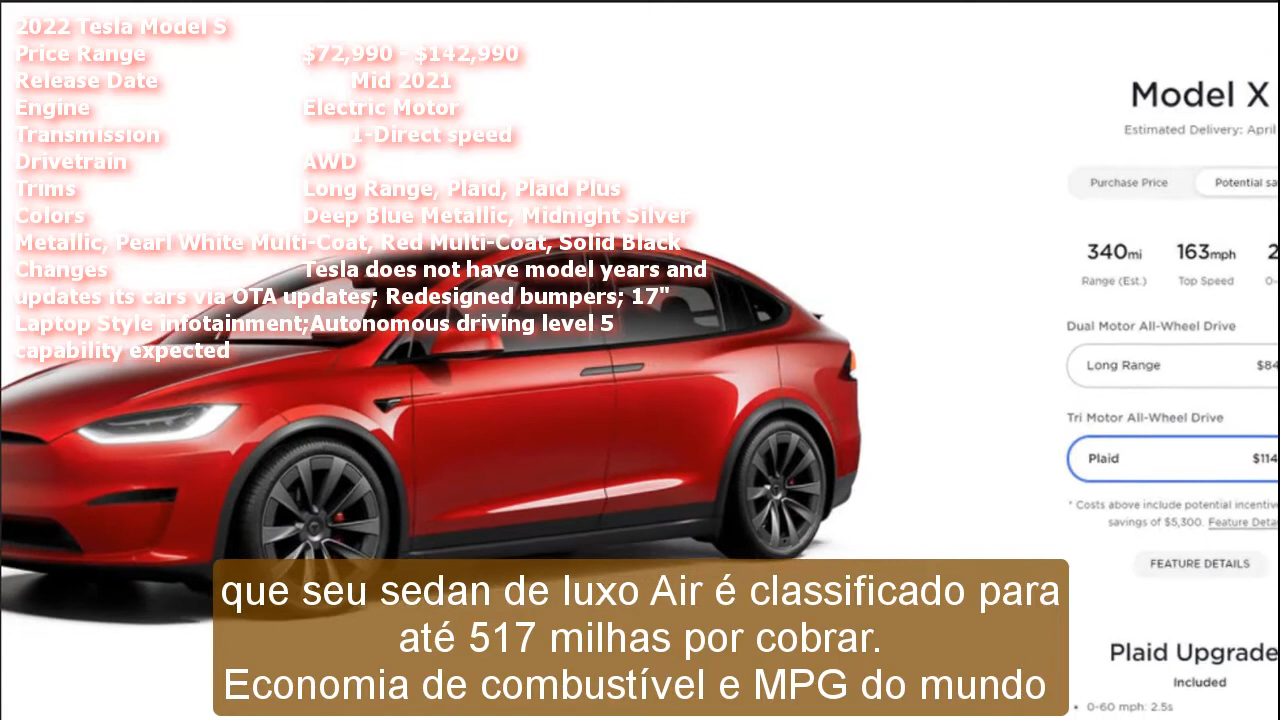 2022 Tesla Model S
Price Range $72,990 - $142,990
Release Date Mid 2021
Engine Electric Motor
Transmission 1-Direct speed
Drivetrain AWD
Trims Long Range, Plaid, Plaid Plus
Colors Deep Blue Metallic, Midnight Silver
Metallic, Pearl White Multi-Coat, Red Multi-Coat, Solid Black
Changes Tesla does not have model years and
updates its cars via OTA updates; Redesigned bumpers; 17"
Laptop Style infotainment;Autonomous driving level 5
capability expected
Model X
Estimated Delivery: April
Purchase Price Potential sa
340mi 163mph 2
Range (Est.) Top Speed 0-
Dual Motor All-Wheel Drive
Long Range $84
Tri Motor All-Wheel Drive
Plaid $114
* Costs above include potential incentiv
savings of $5,300. Feature Deta
FEATURE DETAILS
Plaid Upgrade
Included
• 0-60 mph: 2.5s
que seu sedan de luxo Air é classificado para
até 517 milhas por cobrar.
Economia de combustível e MPG do mundo